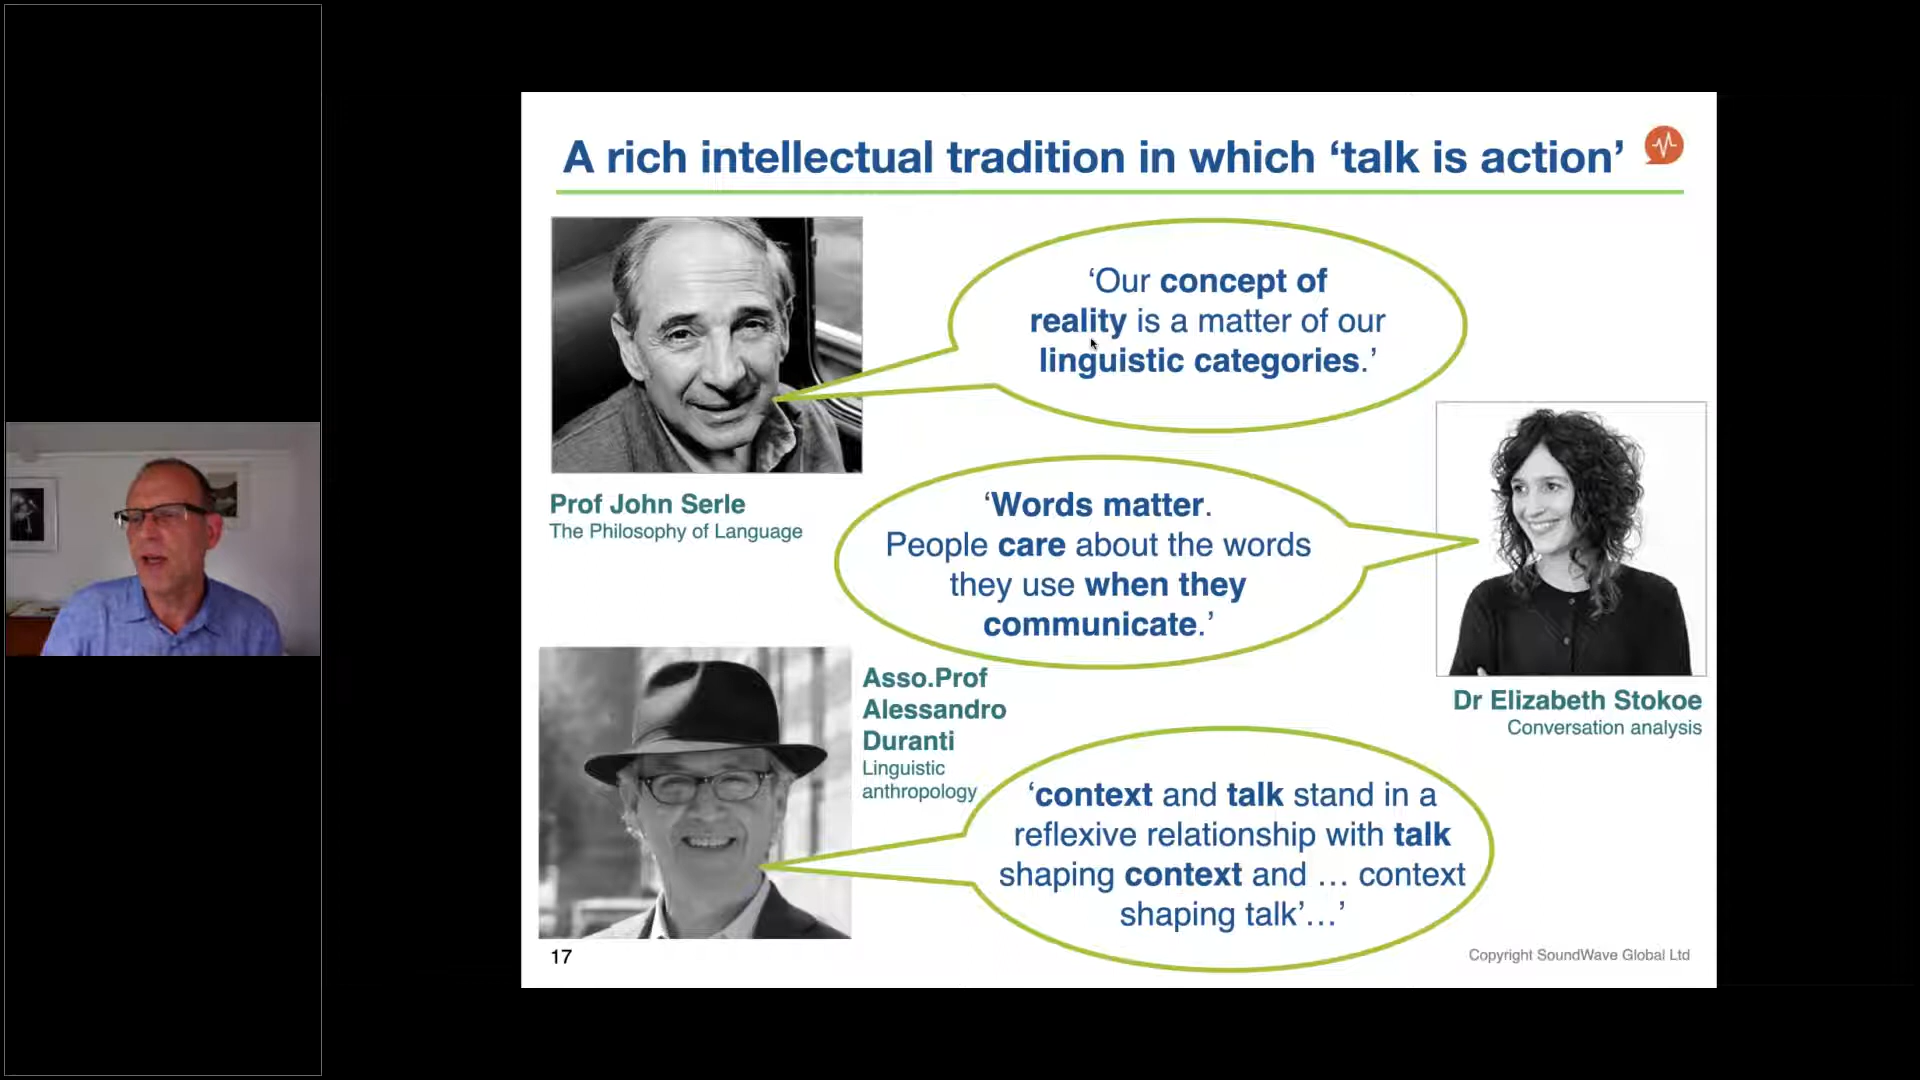 A rich intellectual tradition in which ‘talk is action’
‘Our concept of
reality is a matter of our
linguistic categories.’
Prof John Serle
The Philosophy of Language
‘Words matter.
People care about the words
they use when they
communicate.’
Dr Elizabeth Stokoe
Conversation analysis
Asso.Prof
Alessandro
Duranti
Linguistic
anthropology
‘context and talk stand in a
reflexive relationship with talk
shaping context and … context
shaping talk’…’
17
Copyright SoundWave Global Ltd